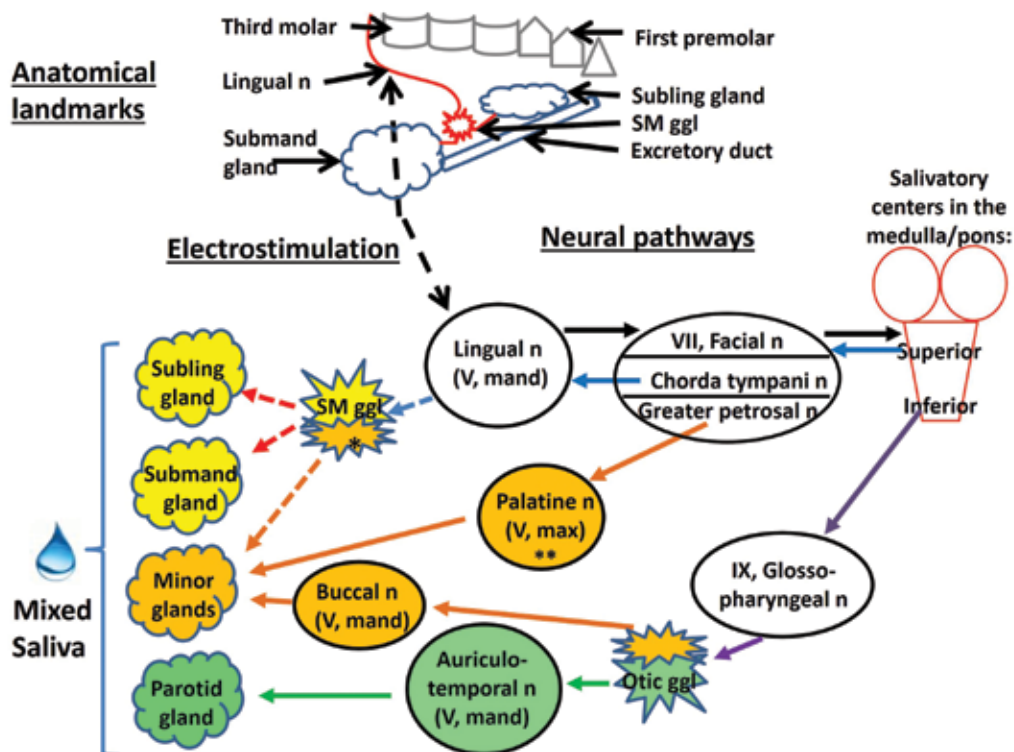 Third molar
First premolar
Anatomical
landmarks
Lingual n
Subling gland
SM ggl
Submand
gland
Excretory duct
Salivatory
centers in the
medulla/pons:
Electrostimulation
Neural pathways
Lingual n
(V, mand)
VII, Facial n
Chorda tympani n
Greater petrosal n
Superior
Inferior
Subling
gland
SM ggl
*
Submand
gland
Palatine n
(V, max)
**
IX, Glosso-
pharyngeal n
Mixed
Saliva
Minor
glands
Buccal n
(V, mand)
Otic ggl
Parotid
gland
Auriculo-
temporal n
(V, mand)